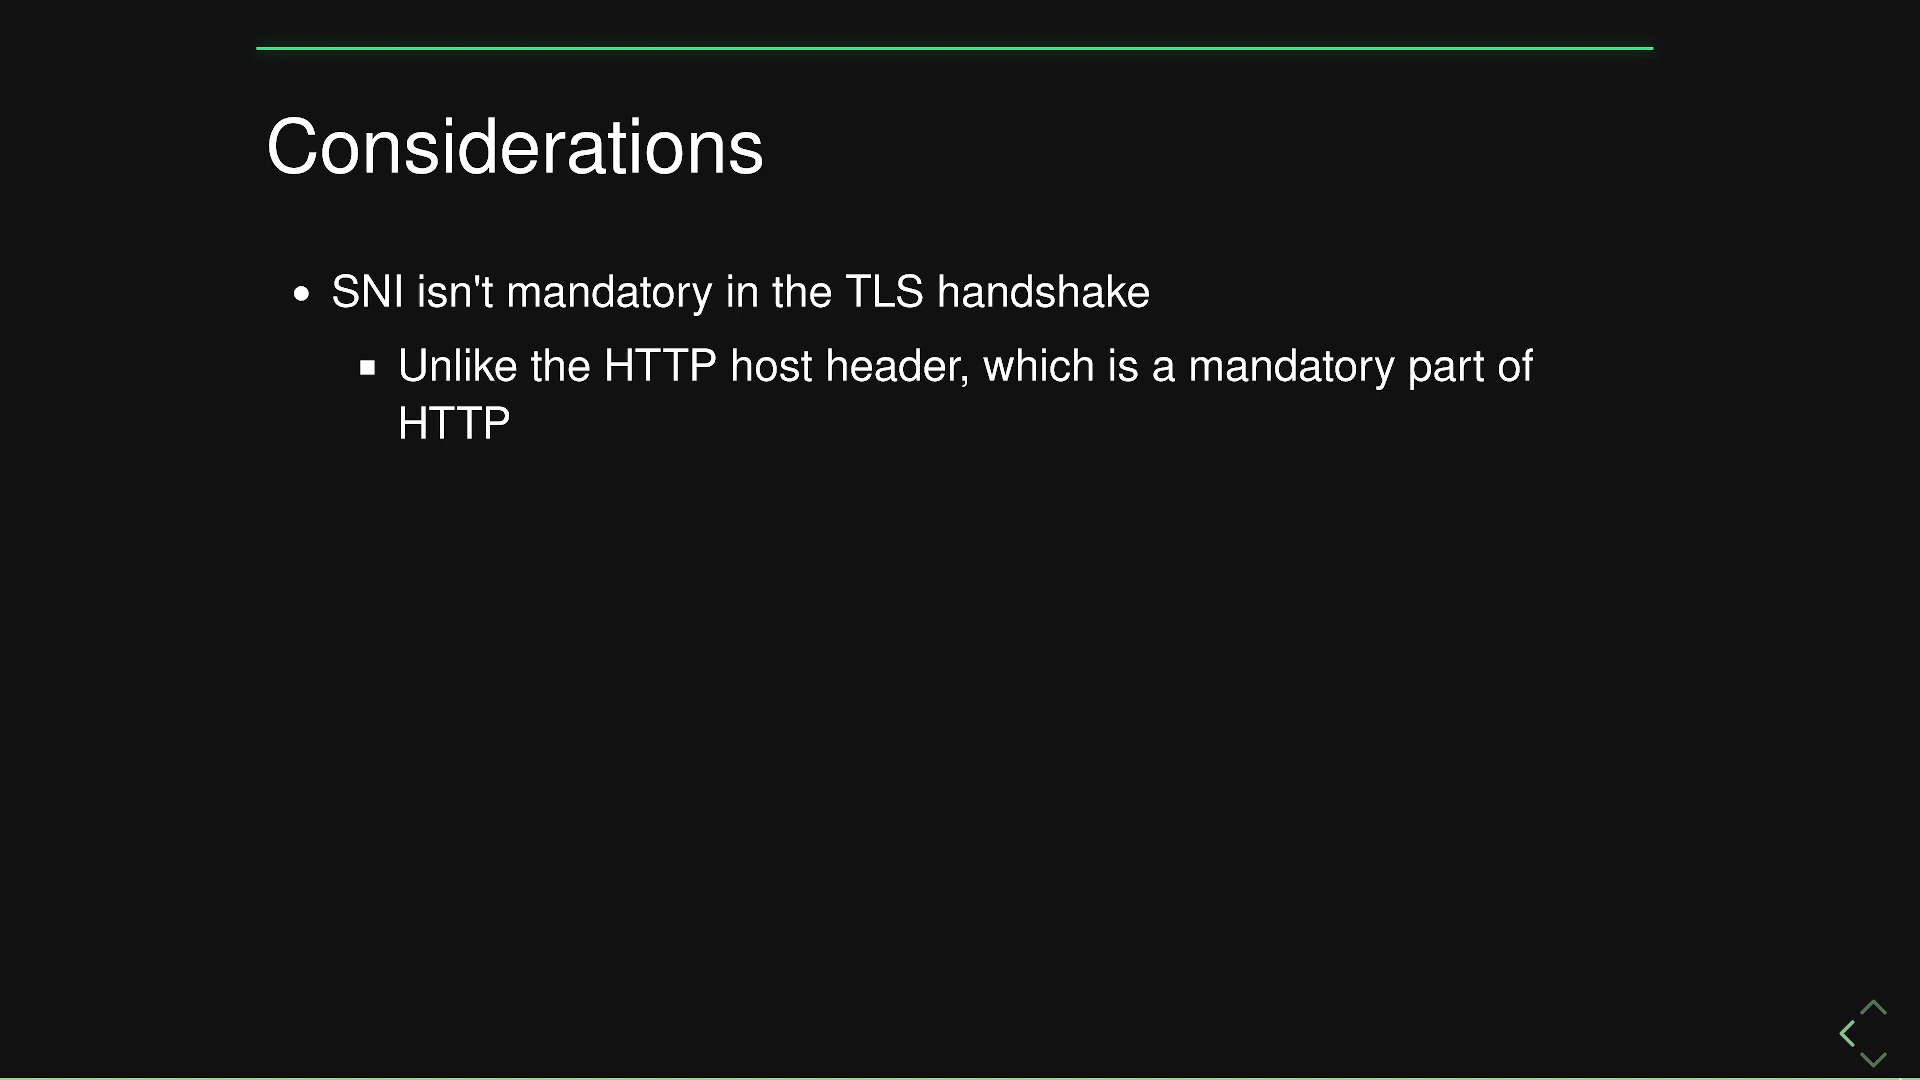 Considerations
SNI isn't mandatory in the TLS handshake
Unlike the HTTP host header, which is a mandatory part of
HTTP